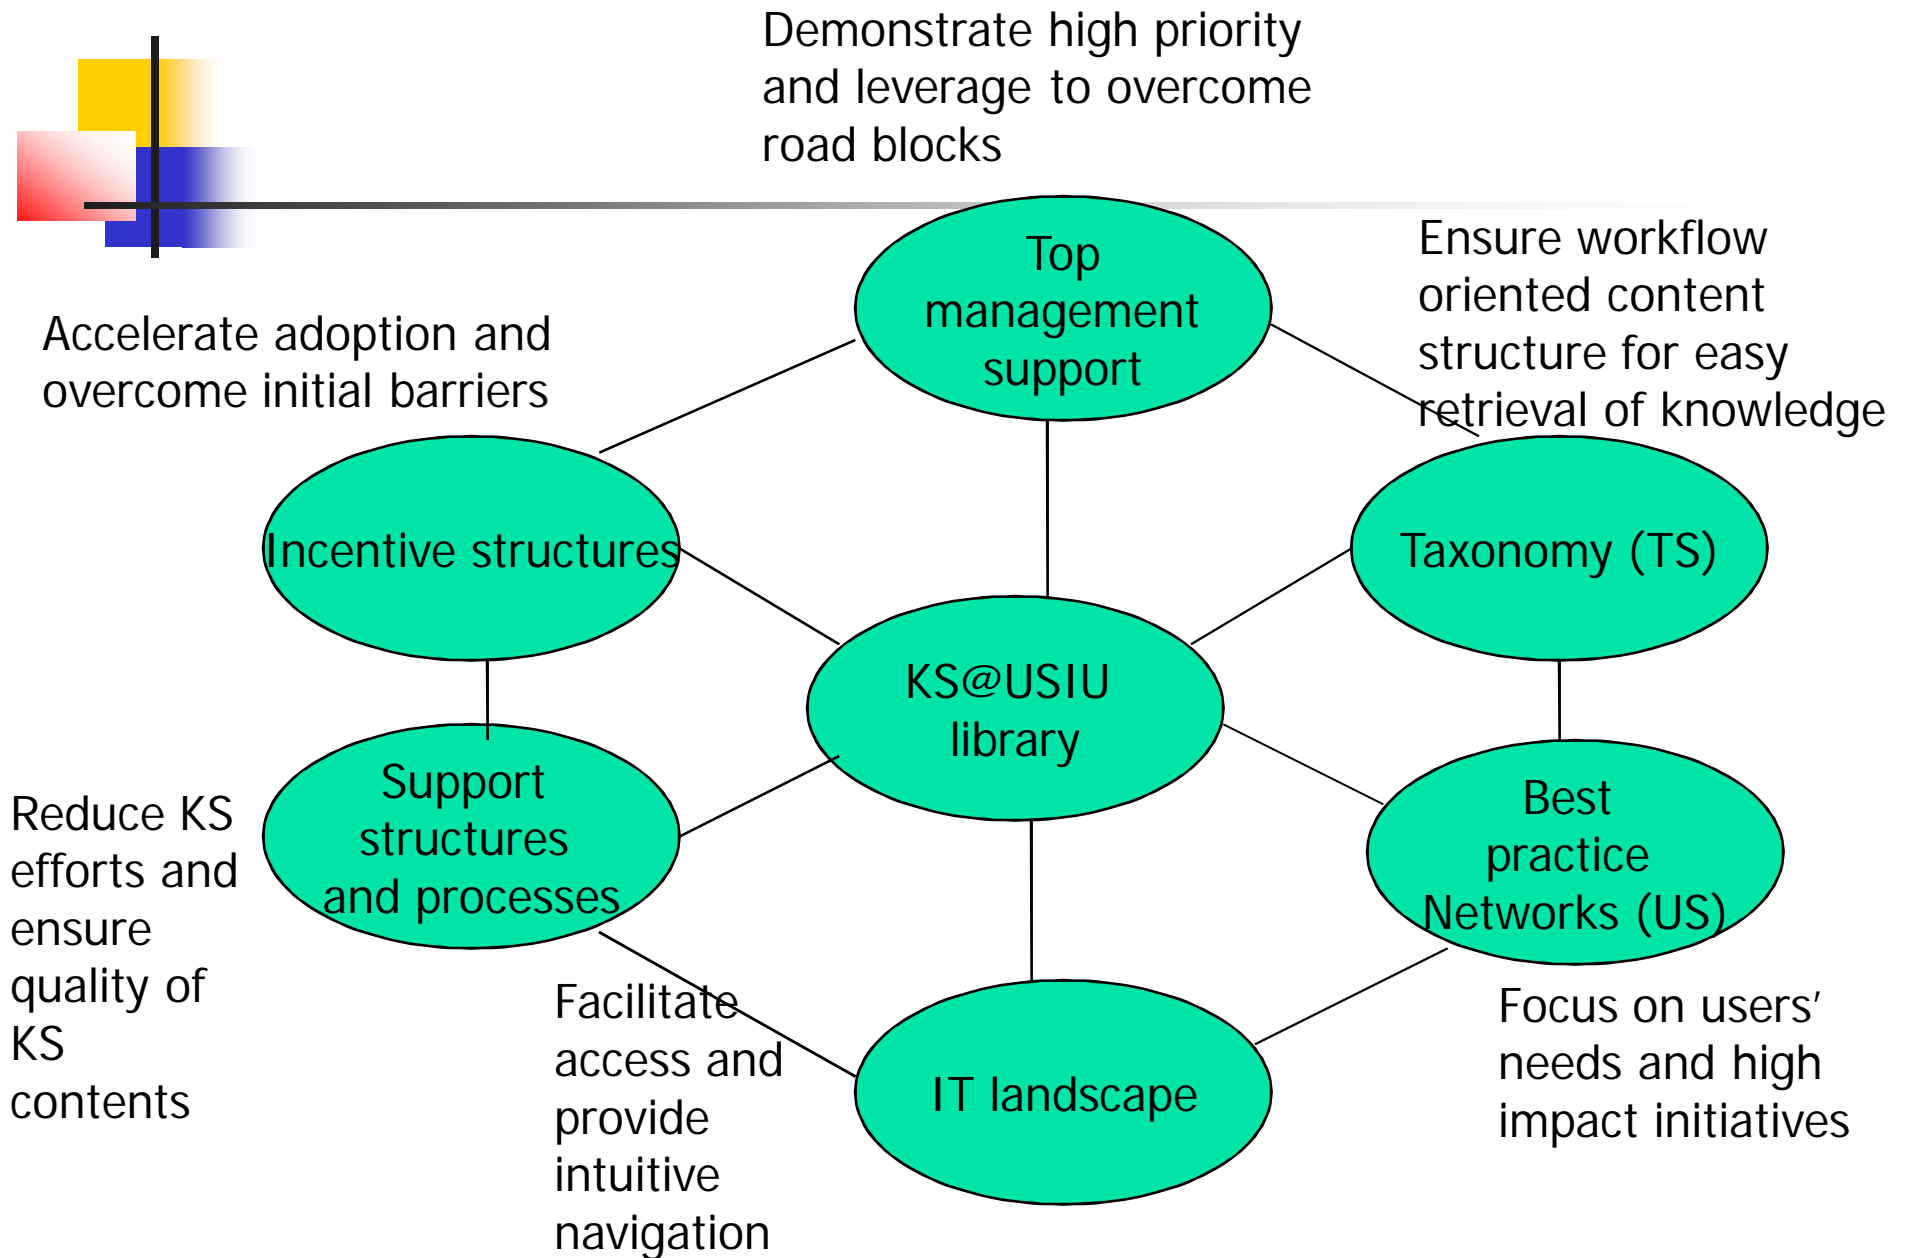 Demonstrate high priority
and leverage to overcome
road blocks
Top
management
support
Ensure workflow
oriented content
structure for easy
retrieval of knowledge
Accelerate adoption and
overcome initial barriers
Incentive structures
Taxonomy (TS)
KS@USIU
library
Support
structures
and processes
Best
practice
Networks (US)
Reduce KS
efforts and
ensure
quality of
KS
contents
Facilitate
access and
provide
intuitive
navigation
IT landscape
Focus on users’
needs and high
impact initiatives